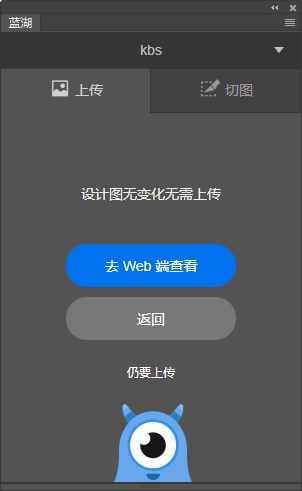 蓝湖
kbs
上传
切图
设计图无变化无需上传
去 Web 端查看
返回
仍要上传